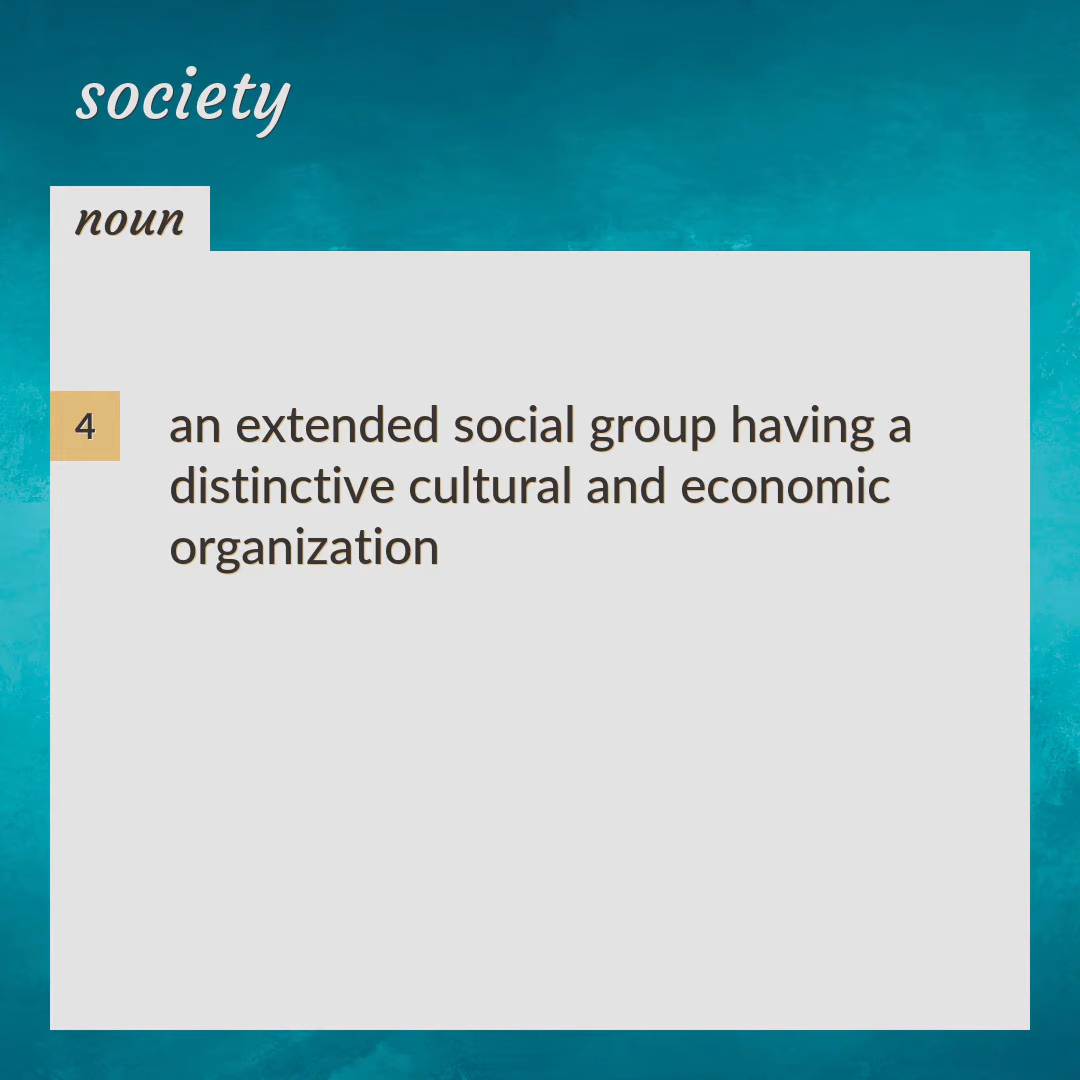 society
noun
4
an extended social group having a
distinctive cultural and economic
organization